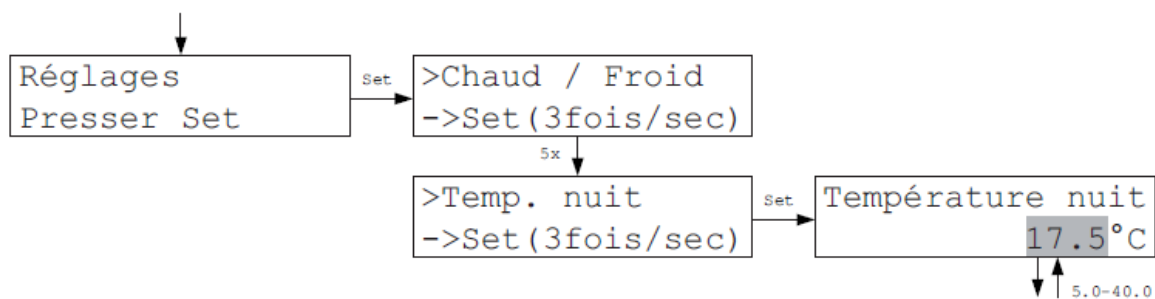 Réglages
Presser Set
Set
>Chaud / Froid
->Set(3fois/sec)
5x
>Temp. nuit
->Set(3fois/sec)
Set
Température nuit
17.5°C
5.0-40.0